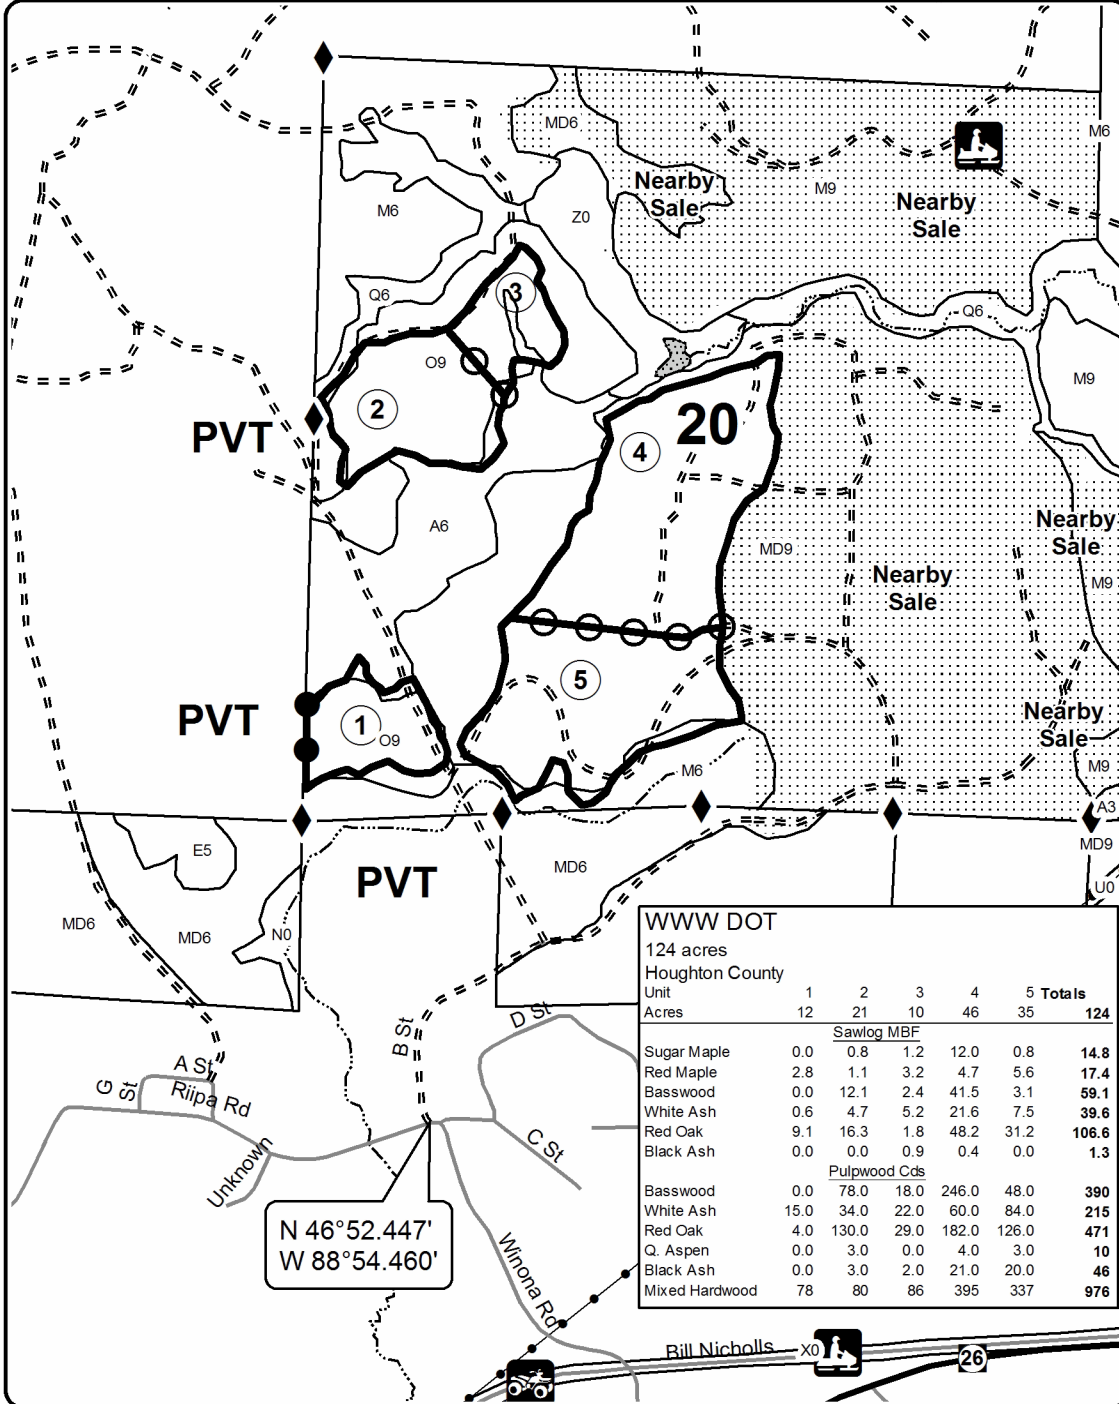 MD6
M6
Nearby
Sale
M9
Nearby
Sale
M6
Z0
3
Q6
Q6
O9
M9
2
PVT
20
4
A6
Nearby
Sale
MD9
Nearby
Sale
M9
5
PVT
1
O9
Nearby
Sale
M6
M9
A3
E5
MD9
MD6
PVT
U0
MD6
MD6
N0
WWW DOT
124 acres
Houghton County
Unit 1 2 3 4 5 Totals
Acres 12 21 10 46 35 124
Sawlog MBF
Sugar Maple 0.0 0.8 1.2 12.0 0.8 14.8
Red Maple 2.8 1.1 3.2 4.7 5.6 17.4
Basswood 0.0 12.1 2.4 41.5 3.1 59.1
White Ash 0.6 4.7 5.2 21.6 7.5 39.6
Red Oak 9.1 16.3 1.8 48.2 31.2 106.6
Black Ash 0.0 0.0 0.9 0.4 0.0 1.3
Pulpwood Cds
Basswood 0.0 78.0 18.0 246.0 48.0 390
White Ash 15.0 34.0 22.0 60.0 84.0 215
Red Oak 4.0 130.0 29.0 182.0 126.0 471
Q. Aspen 0.0 3.0 0.0 4.0 3.0 10
Black Ash 0.0 3.0 2.0 21.0 20.0 46
Mixed Hardwood 78 80 86 395 337 976
D St
B St
A St
G St
Riipa Rd
C St
Unknown
N 46°52.447'
W 88°54.460'
Winona Rd
Bill Nicholls
X0
26